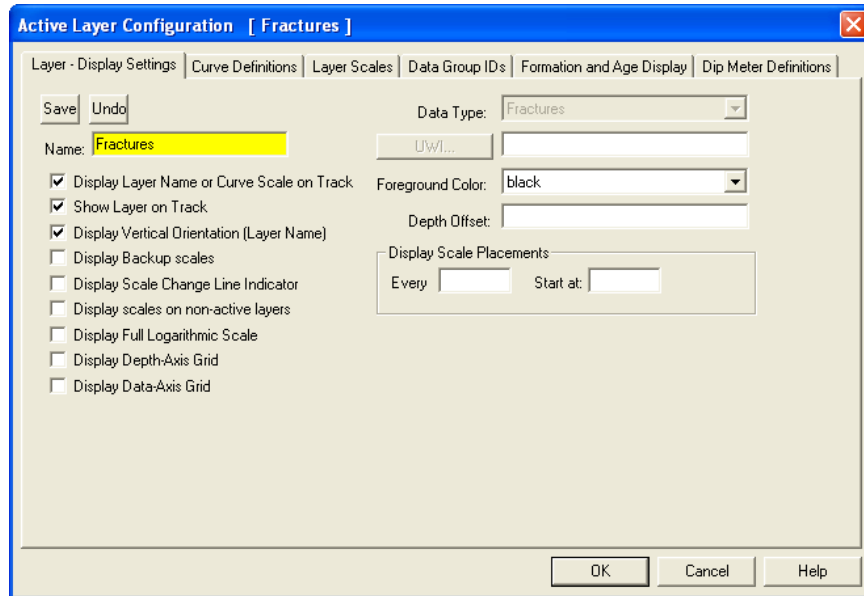 Active Layer Configuration [ Fractures ]
Layer - Display Settings Curve Definitions Layer Scales Data Group IDs Formation and Age Display Dip Meter Definitions
Save Undo
Name: Fractures
Display Layer Name or Curve Scale on Track
Show Layer on Track
Display Vertical Orientation (Layer Name)
Display Backup scales
Display Scale Change Line Indicator
Display scales on non-active layers
Display Full Logarithmic Scale
Display Depth-Axis Grid
Display Data-Axis Grid
Data Type: Fractures
UWI...
Foreground Color: black
Depth Offset:
Display Scale Placements
Every Start at:
OK Cancel Help